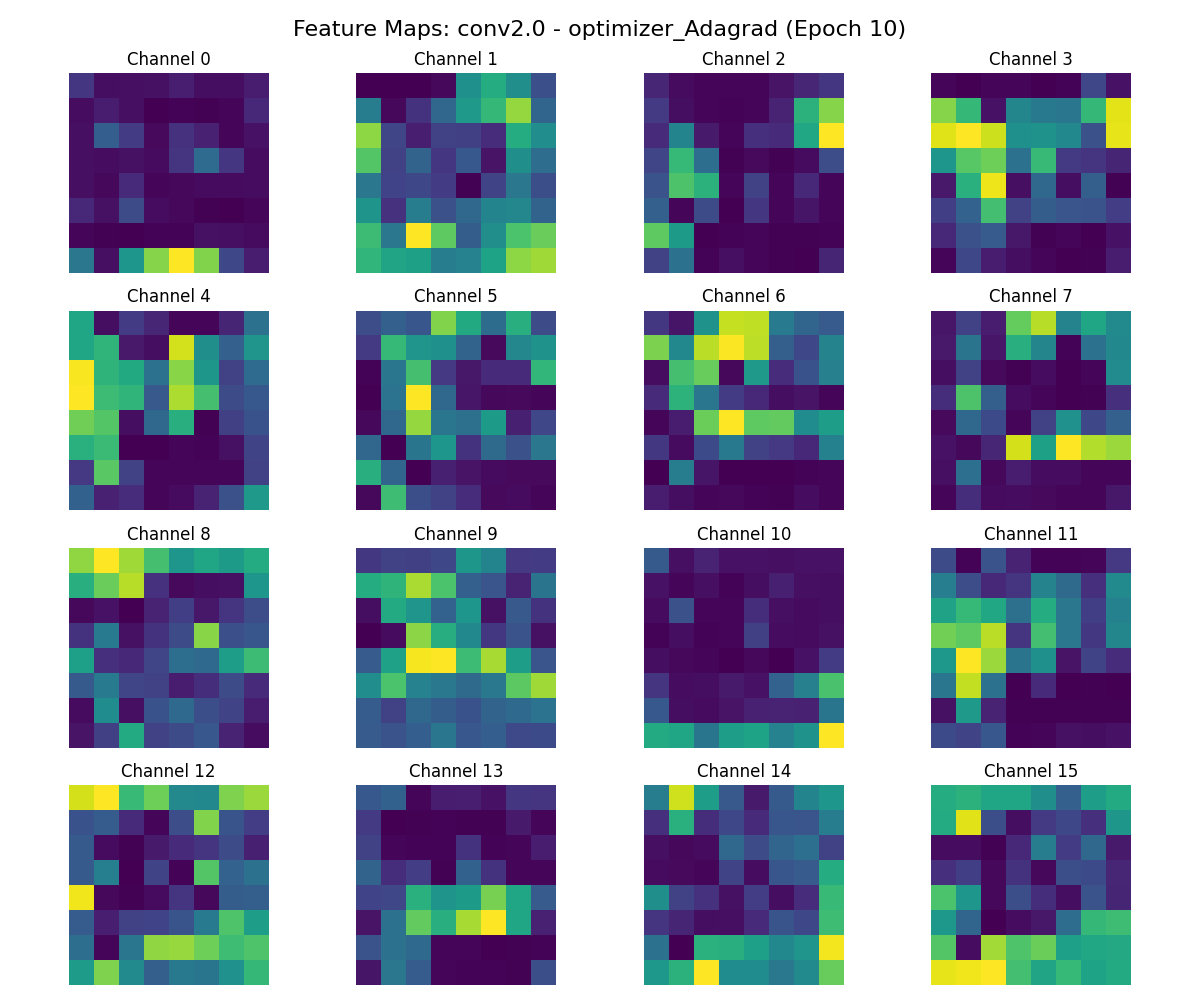 Feature Maps: conv2.0 - optimizer_Adagrad (Epoch 10)
Channel 0
Channel 1
Channel 2
Channel 3
Channel 4
Channel 5
Channel 6
Channel 7
Channel 8
Channel 9
Channel 10
Channel 11
Channel 12
Channel 13
Channel 14
Channel 15